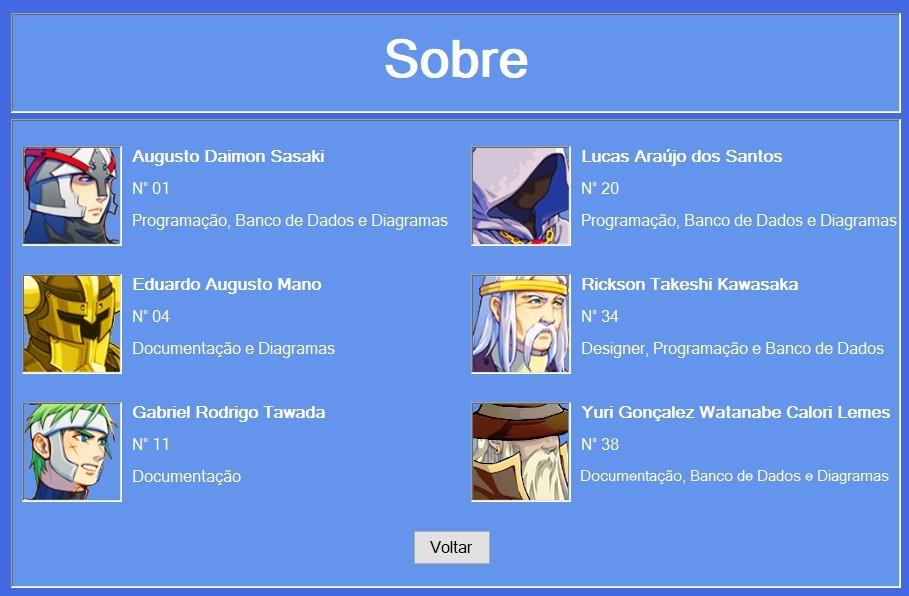 Sobre
Augusto Daimon Sasaki
N° 01
Programação, Banco de Dados e Diagramas
Lucas Araújo dos Santos
N° 20
Programação, Banco de Dados e Diagramas
Eduardo Augusto Mano
N° 04
Documentação e Diagramas
Rickson Takeshi Kawasaka
N° 34
Designer, Programação e Banco de Dados
Gabriel Rodrigo Tawada
N° 11
Documentação
Yuri Gonçalez Watanabe Calori Lemes
N° 38
Documentação, Banco de Dados e Diagramas
Voltar